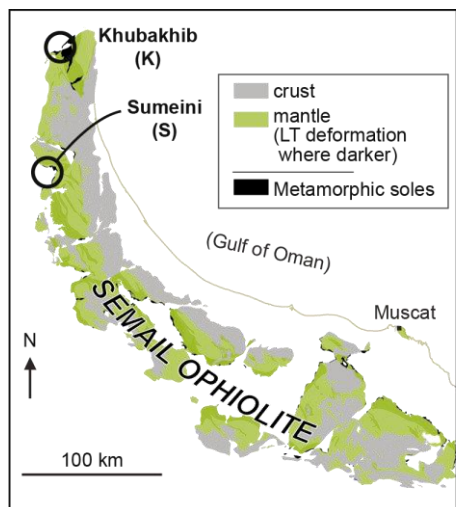 Khubakhib
(K)
Sumeini
(S)
crust
mantle
(LT deformation
where darker)
Metamorphic soles
(Gulf of Oman)
Muscat
SEMAIL OPHIOLITE
N
100 km